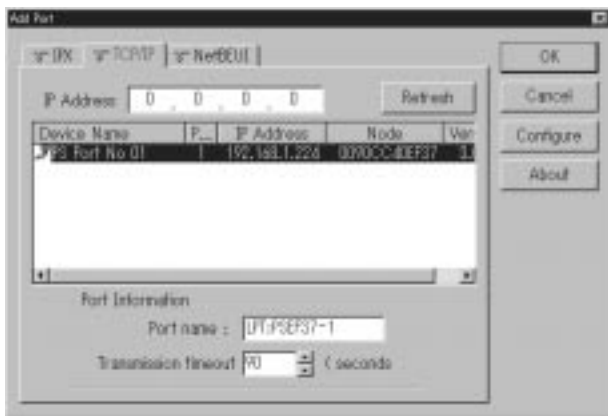 Add Port
IPX TCP/IP NetBEUI
OK
IP Address 0 . 0 . 0 . 0 Refresh
Cancel
Device Name P... IP Address Node Ver
Configure
PS Port No 01 1 192.168.1.226
About
Port Information
Port name :
Transmission timeout 90 ( seconds